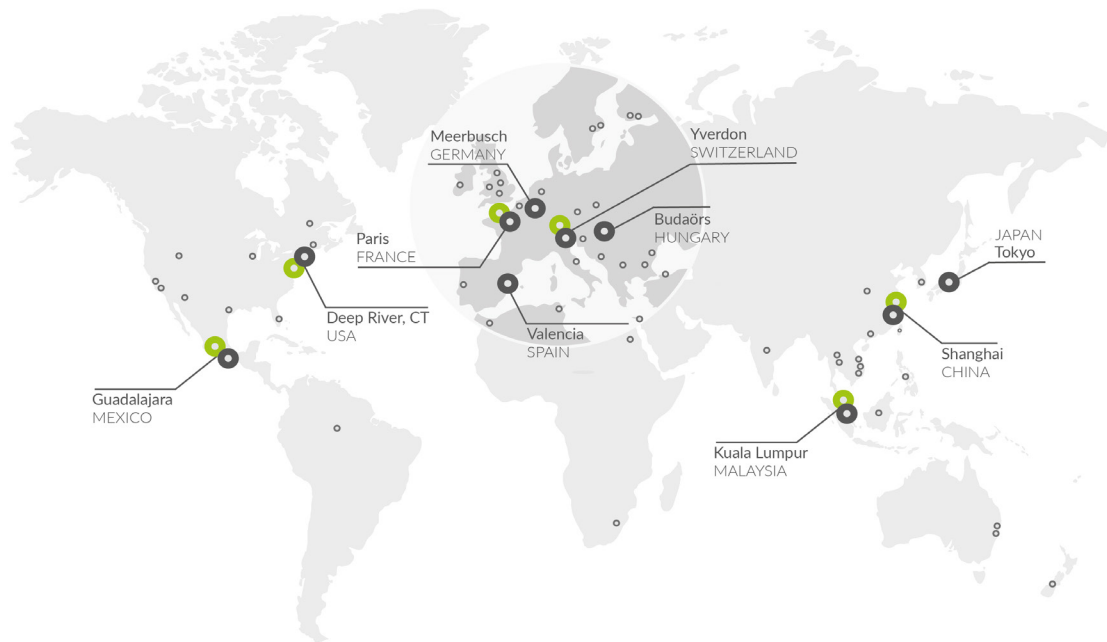 Meerbusch
GERMANY
Yverdon
SWITZERLAND
Paris
FRANCE
Budaörs
HUNGARY
JAPAN
Tokyo
Deep River, CT
USA
Valencia
SPAIN
Shanghai
CHINA
Guadalajara
MEXICO
Kuala Lumpur
MALAYSIA